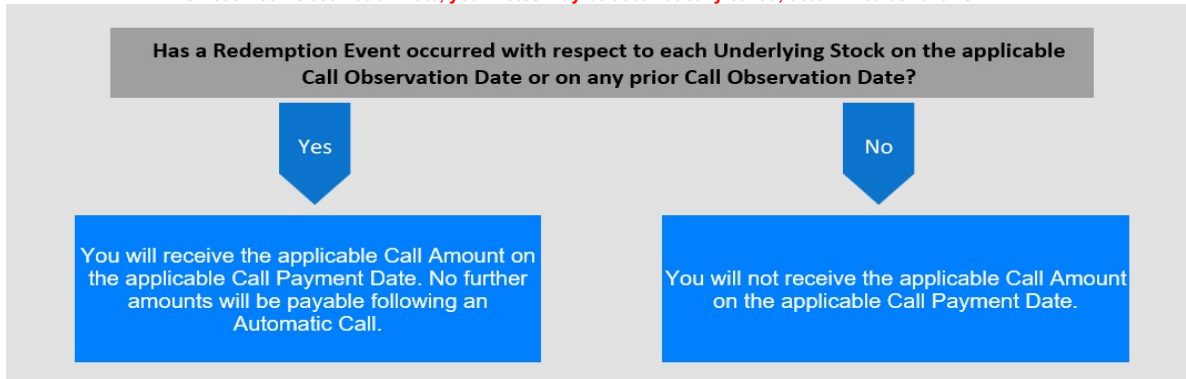 Has a Redemption Event occurred with respect to each Underlying Stock on the applicable
Call Observation Date or on any prior Call Observation Date?
Yes
No
You will receive the applicable Call Amount on
the applicable Call Payment Date. No further
amounts will be payable following an
Automatic Call.
You will not receive the applicable Call Amount
on the applicable Call Payment Date.